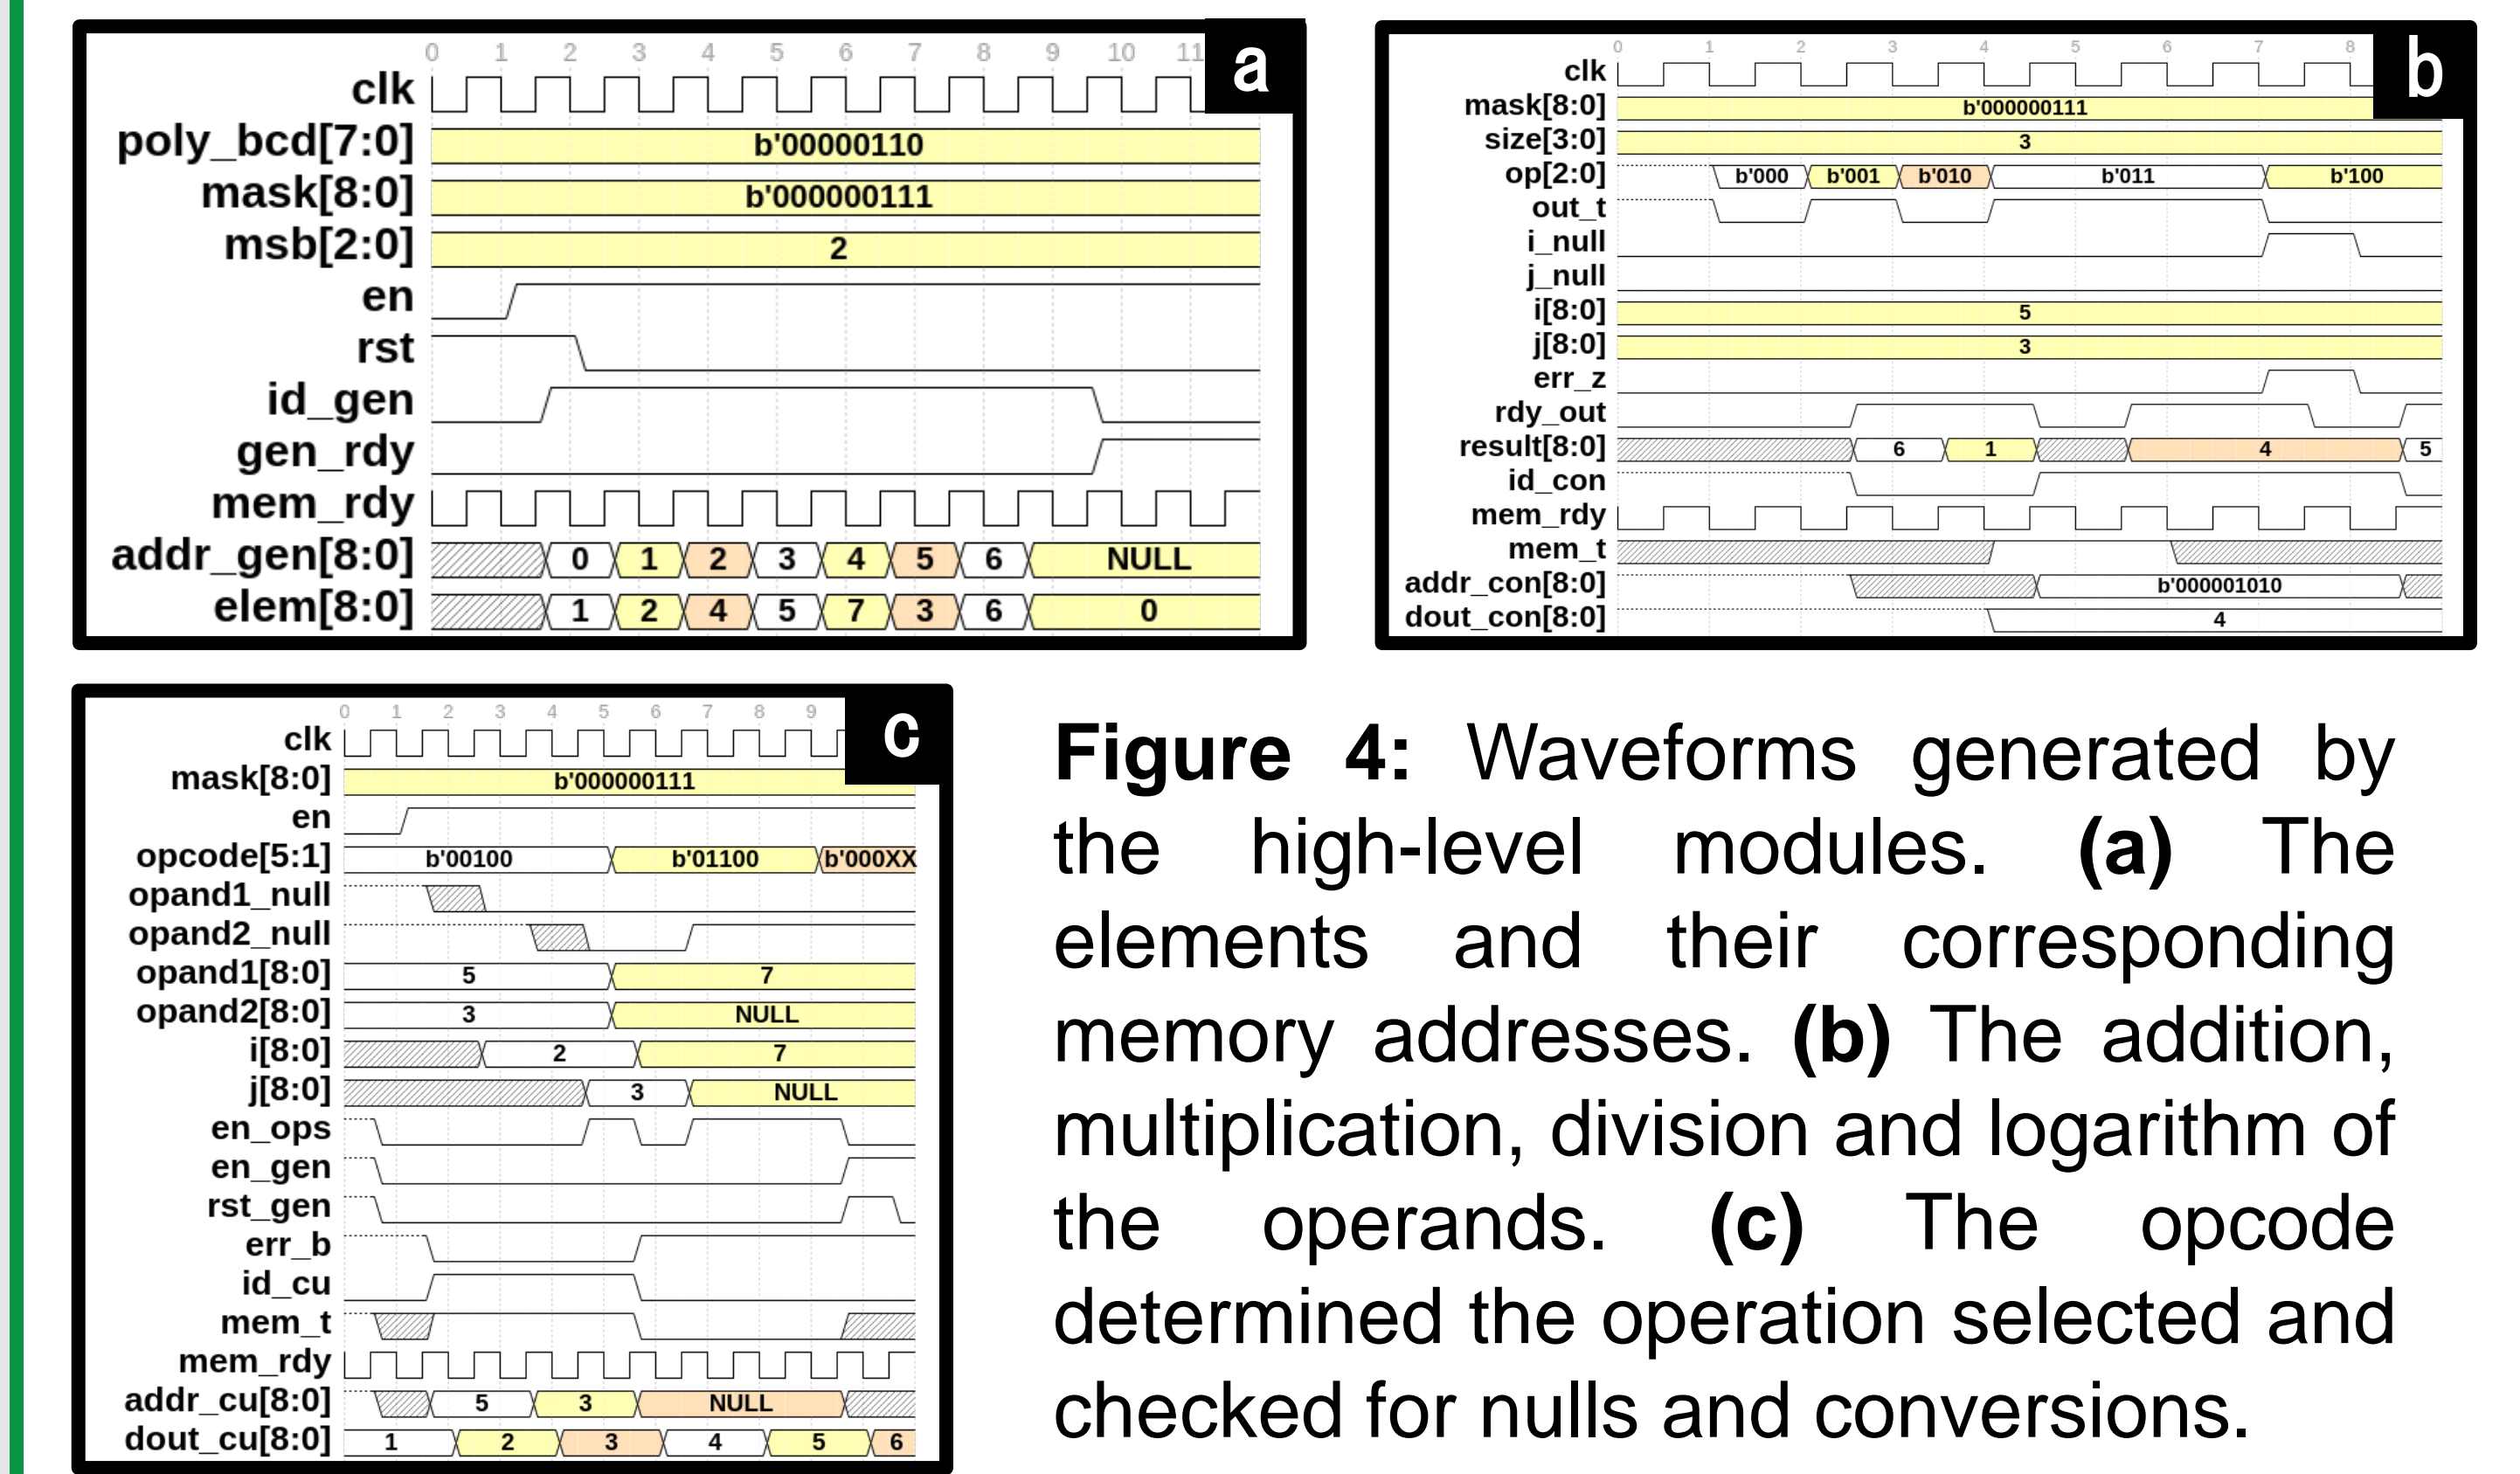 a
0 1 2 3 4 5 6 7 8 9 10 11
clk
poly_bcd[7:0] b'00000110
mask[8:0] b'000000111
msb[2:0] 2
en
rst
id_gen
gen_rdy
mem_rdy
addr_gen[8:0] 0 1 2 3 4 5 6 NULL
elem[8:0] 1 2 4 5 7 3 6 0
b
0 1 2 3 4 5 6 7 8
clk
mask[8:0] b'000000111
size[3:0] 3
op[2:0] b'000 b'001 b'010 b'011 b'100
out_t
i_null
j_null
i[8:0] 5
j[8:0] 3
err_z
rdy_out
result[8:0] 6 1 4 5
id_con
mem_rdy
mem_t
addr_con[8:0] b'000001010
dout_con[8:0] 4
c
0 1 2 3 4 5 6 7 8 9
clk
mask[8:0] b'000000111
en
opcode[5:1] b'00100 b'01100 b'000XX
opand1_null
opand2_null
opand1[8:0] 5 7
opand2[8:0] 3 NULL
i[8:0] 2 7
j[8:0] 3 NULL
en_ops
en_gen
rst_gen
err_b
id_cu
mem_t
mem_rdy
addr_cu[8:0] 5 3 NULL
dout_cu[8:0] 1 2 3 4 5 6
Figure 4: Waveforms generated by
the high-level modules. (a) The
elements and their corresponding
memory addresses. (b) The addition,
multiplication, division and logarithm of
the operands. (c) The opcode
determined the operation selected and
checked for nulls and conversions.